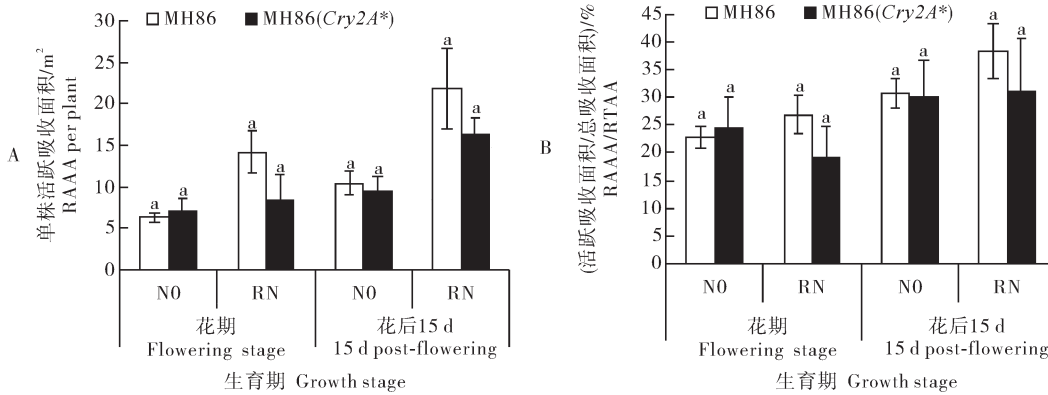 MH86 MH86(Cry2A*)
30
25
20
15
10
5
0
单株活跃吸收面积/m²
RAAA per plant
A
a a a a a a a a
N0 RN N0 RN
花期 花后15 d
Flowering stage 15 d post-flowering
生育期 Growth stage
MH86 MH86(Cry2A*)
45
40
35
30
25
20
15
10
5
0
(活跃吸收面积/总吸收面积)/%
RAAA/RTAA
B
a a a a a a a a
N0 RN N0 RN
花期 花后15 d
Flowering stage 15 d post-flowering
生育期 Growth stage